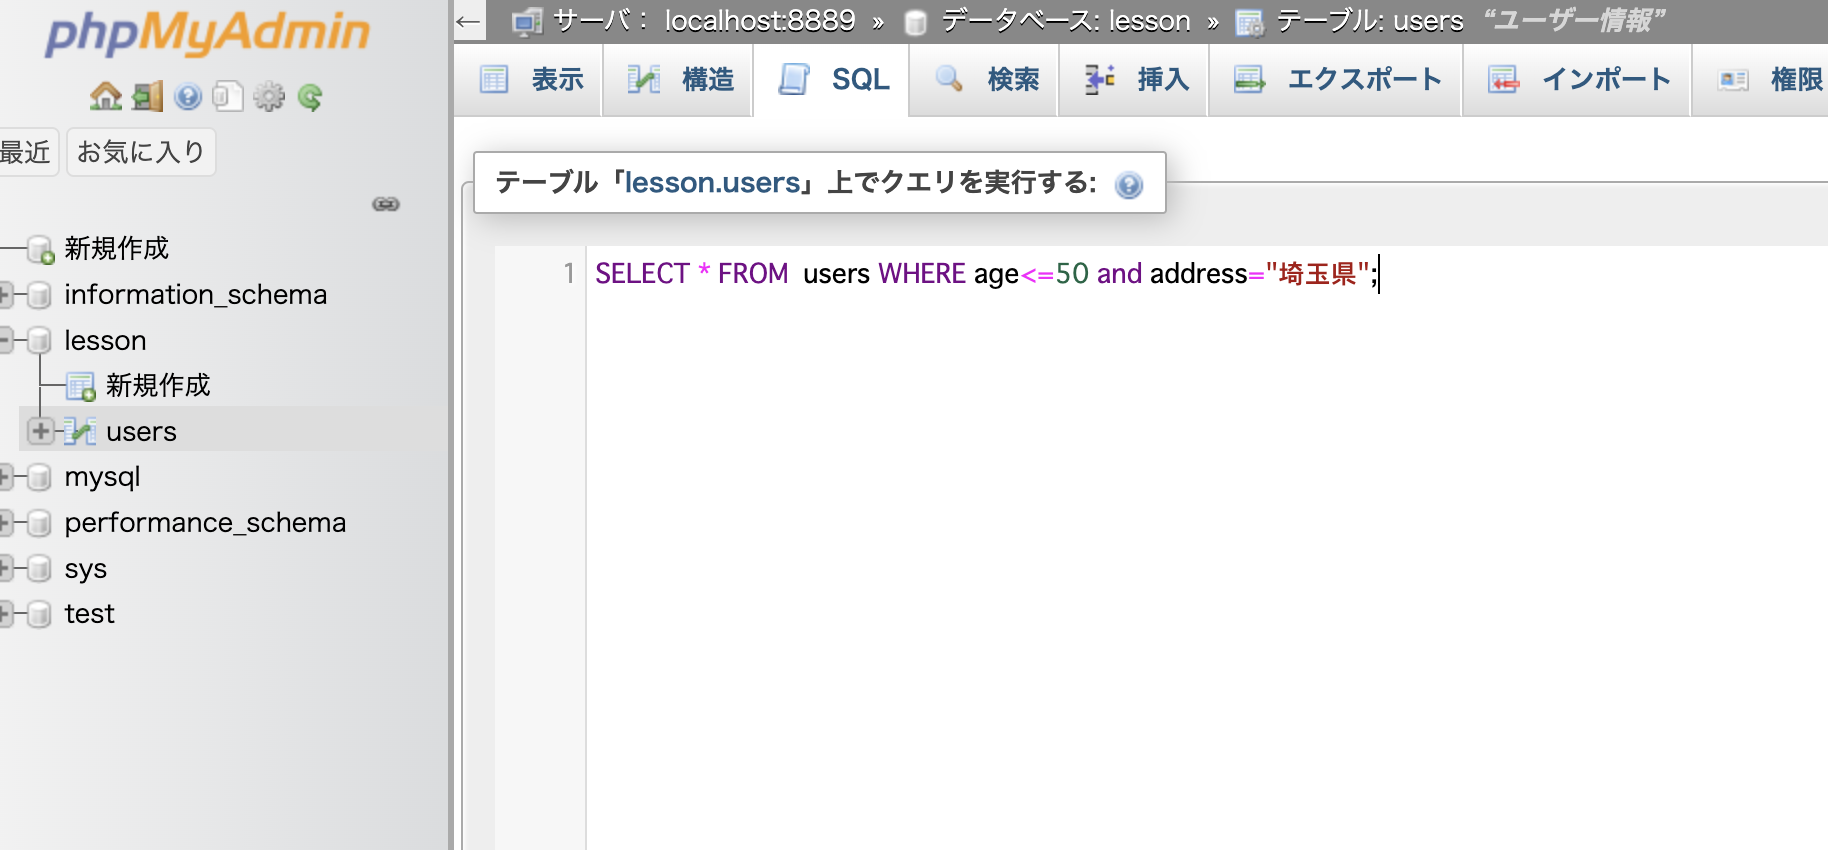 phpMyAdmin
最近 お気に入り
新規作成
information_schema
lesson
新規作成
users
mysql
performance_schema
sys
test
サーバ： localhost:8889 » データベース: lesson » テーブル: users “ユーザー情報”
表示 構造 SQL 検索 挿入 エクスポート インポート 権限
テーブル「lesson.users」上でクエリを実行する:
1 SELECT * FROM  users WHERE age<=50 and address="埼玉県";